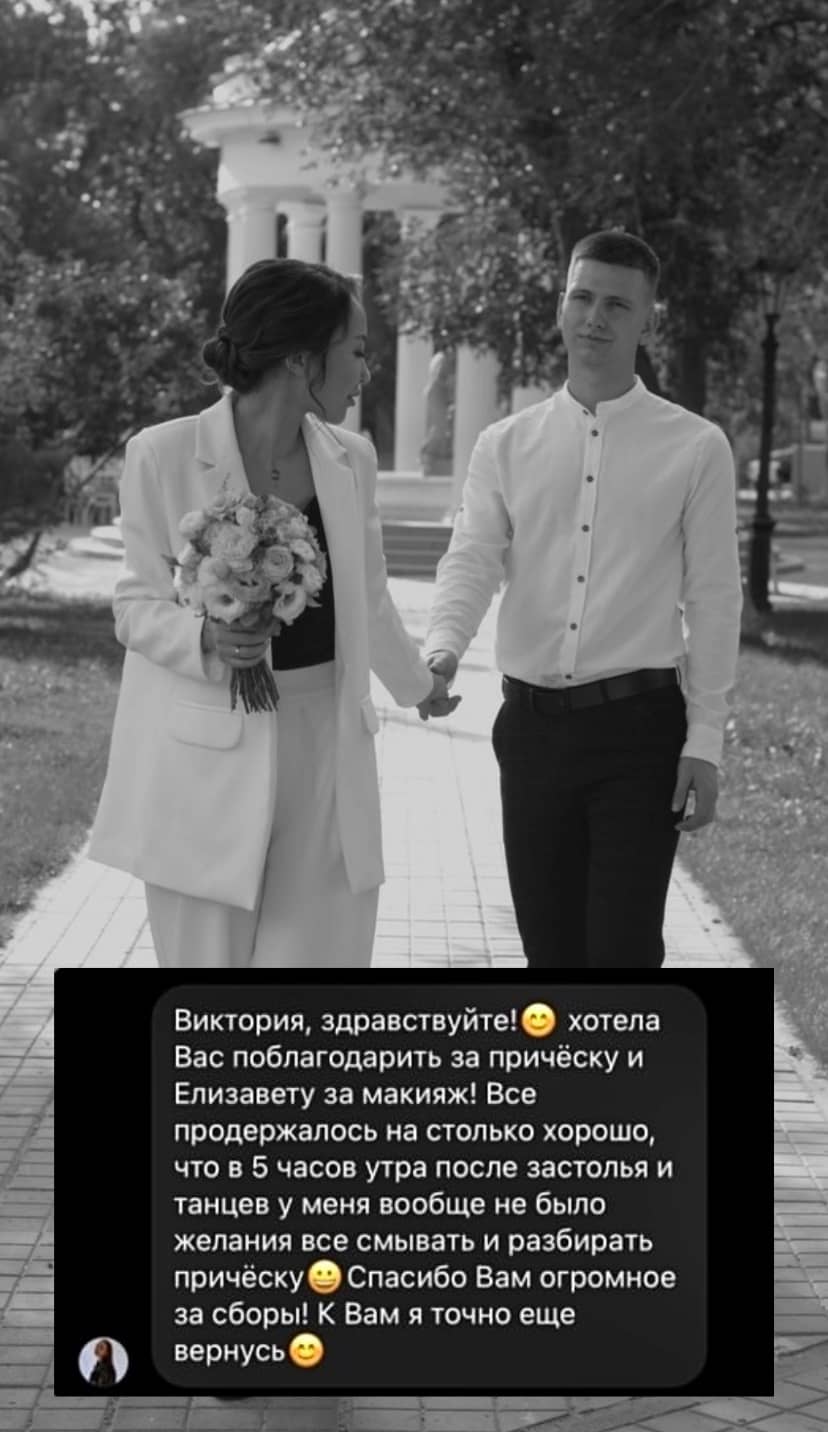 Виктория, здравствуйте!😊 хотела
Вас поблагодарить за причёску и
Елизавету за макияж! Все
продержалось на столько хорошо,
что в 5 часов утра после застолья и
танцев у меня вообще не было
желания все смывать и разбирать
причёску😀 Спасибо Вам огромное
за сборы! К Вам я точно еще
вернусь😊